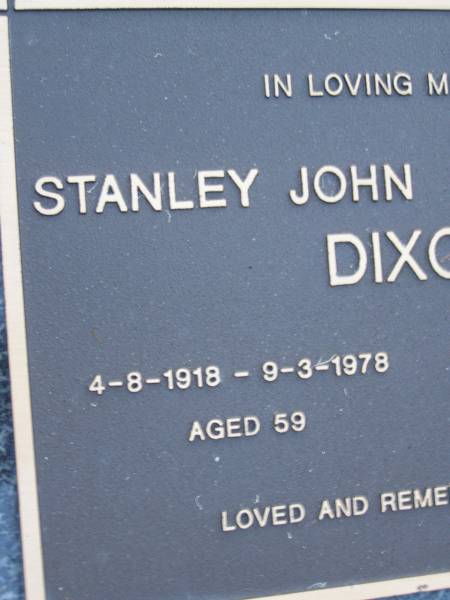 IN LOVING M
STANLEY JOHN
DIXO
4-8-1918 - 9-3-1978
AGED 59
LOVED AND REME